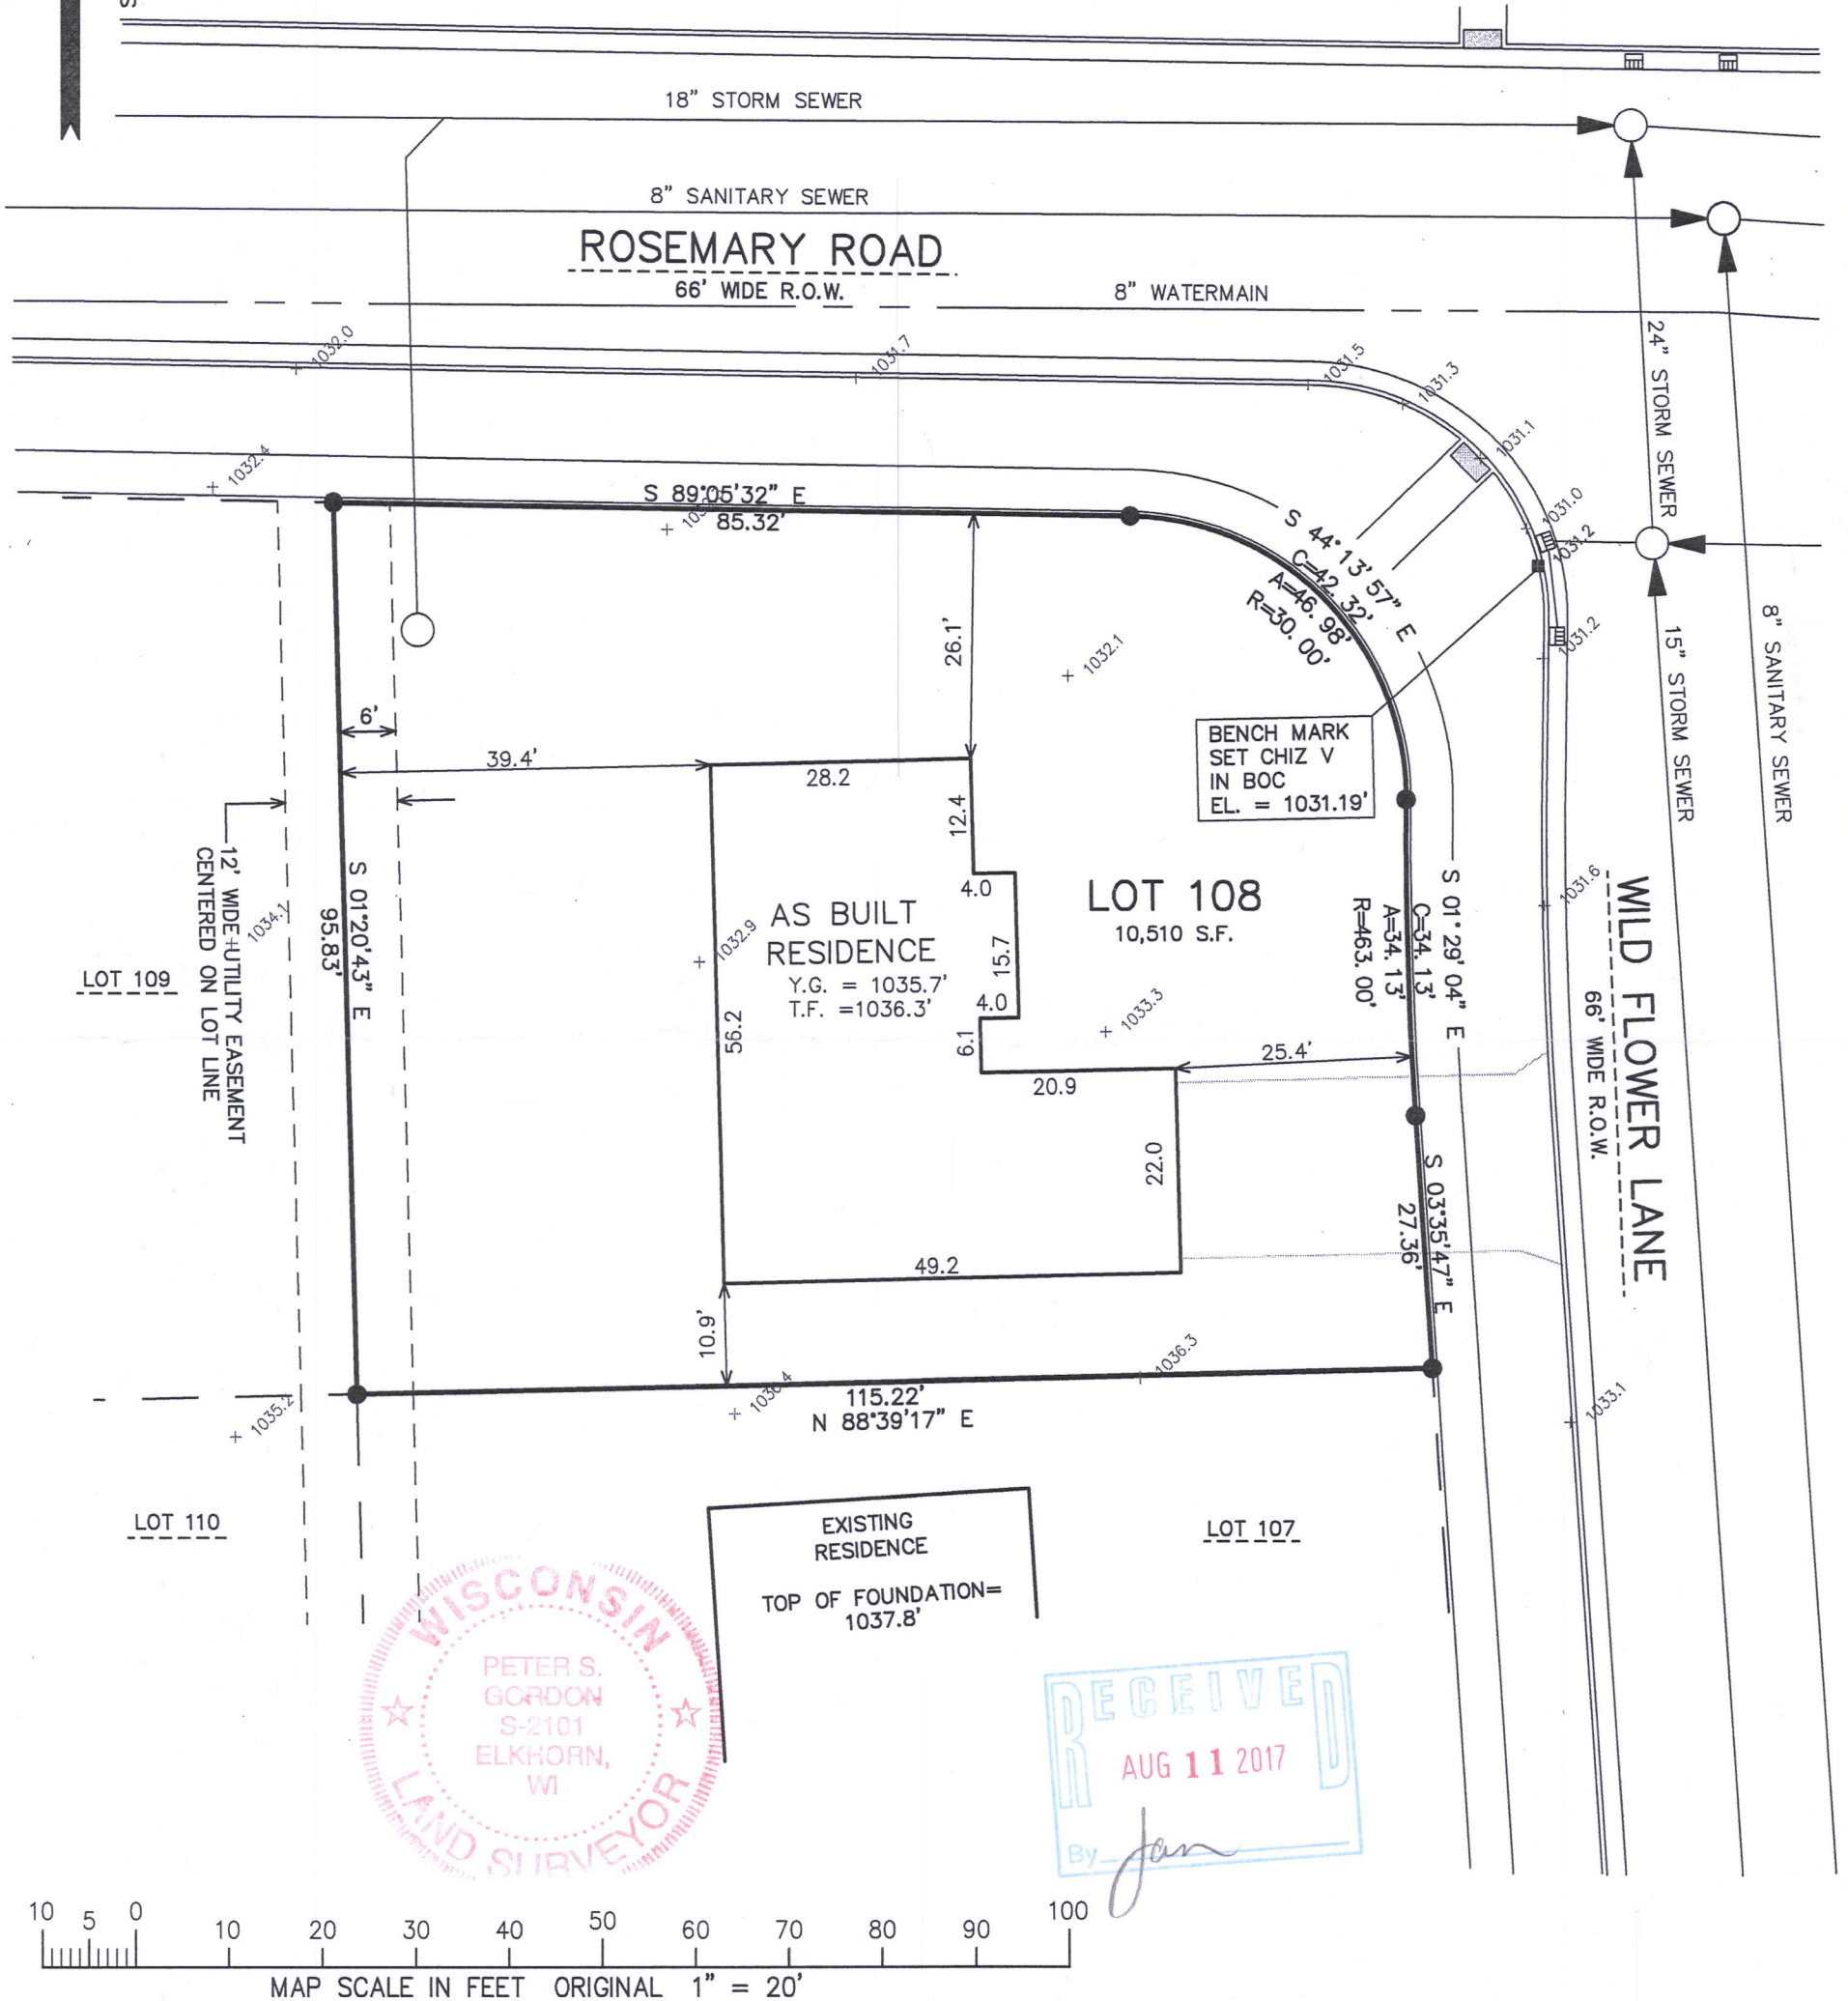 18" STORM SEWER
8" SANITARY SEWER
ROSEMARY ROAD
66' WIDE R.O.W.
8" WATERMAIN
1032.0
1031.7
1031.5
1031.3
1031.1
1031.0
1031.2
1031.2
24" STORM SEWER
15" STORM SEWER
8" SANITARY SEWER
1032.4
S 89°05'32" E
85.32'
S 44°13'57" E
C=42.32'
A=46.98'
R=30.00'
26.1'
1032.1
6'
39.4'
28.2
12.4
BENCH MARK
SET CHIZ V
IN BOC
EL. = 1031.19'
12' WIDE UTILITY EASEMENT
CENTERED ON LOT LINE
1034.1
S 01°20'43" E
95.83'
LOT 109
AS BUILT
RESIDENCE
Y.G. = 1035.7'
T.F. =1036.3'
1032.9
56.2
4.0
15.7
4.0
6.1
LOT 108
10,510 S.F.
1033.3
S 01°29'04" E
C=34.13'
A=34.13'
R=463.00'
1031.6
WILD FLOWER LANE
66' WIDE R.O.W.
25.4'
20.9
22.0
S 03°35'47" E
27.36'
49.2
10.9'
1036.3
1036.4
115.22'
N 88°39'17" E
1035.2
1033.1
LOT 110
EXISTING
RESIDENCE
TOP OF FOUNDATION=
1037.8'
LOT 107
WISCONSIN
PETER S.
GORDON
S-2101
ELKHORN,
WI
LAND SURVEYOR
RECEIVED
AUG 11 2017
By Jan
10 5 0 10 20 30 40 50 60 70 80 90 100
MAP SCALE IN FEET ORIGINAL 1" = 20'